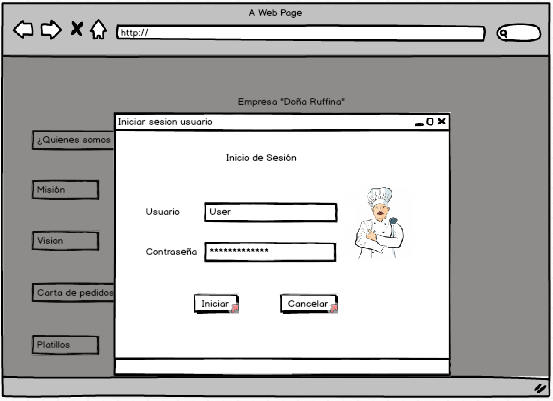 A Web Page
http://
Empresa "Doña Ruffina"
Iniciar sesion usuario
¿Quienes somos
Inicio de Sesión
Misión
Usuario
User
Vision
Contraseña
*************
Carta de pedidos
Iniciar
Cancelar
Platillos